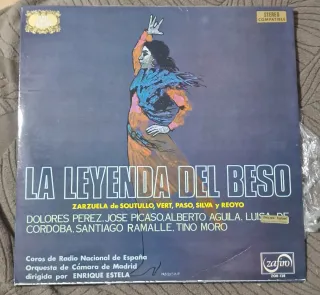 STEREO
LA LEYENDA DEL BESO
ZARZUELA de SOUTULLO, VERT, PASO, SILVA y REOYO
DOLORES PEREZ. JOSE PICASO, ALBERTO AGUILA, LUISA DE
CORDOBA. SANTIAGO RAMALLE. TINO MORO
Coros de Radio Nacional de España
Orquesta de Cámara de Madrid
dirigido por ENRIQUE ESTELA
zafiro